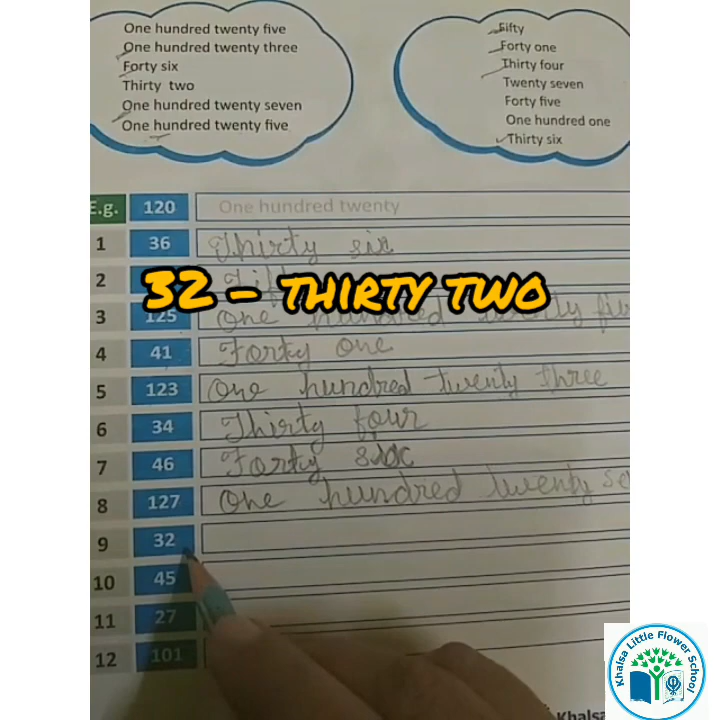 One hundred twenty five
One hundred twenty three
Forty six
Thirty two
One hundred twenty seven
One hundred twenty five
Fifty
Forty one
Thirty four
Twenty seven
Forty five
One hundred one
Thirty six
E.g. 120 One hundred twenty
1 36 Thirty six
2
32 - THIRTY TWO
3 125 One hundred twenty
4 41 Forty one
5 123 One hundred twenty three
6 34 Thirty four
7 46 Forty six
8 127 One hundred twenty
9 32
10 45
11 27
12 101
Khalsa Little Flower School